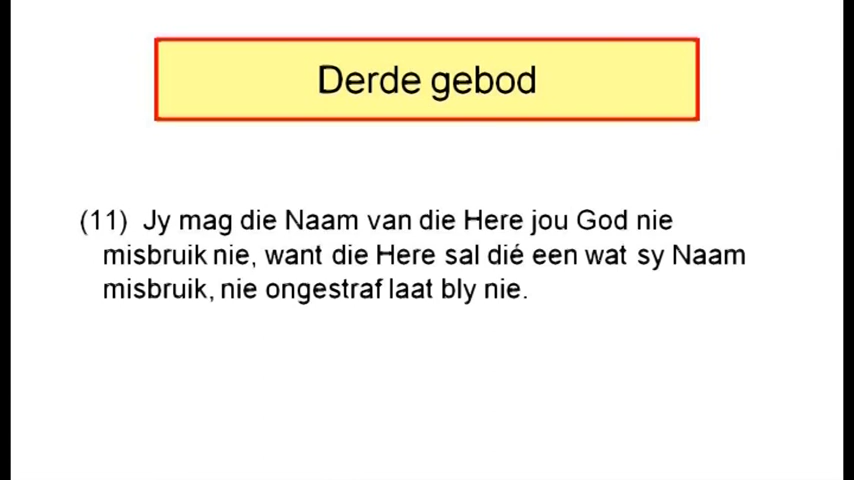 Derde gebod
(11) Jy mag die Naam van die Here jou God nie
misbruik nie, want die Here sal dié een wat sy Naam
misbruik, nie ongestraf laat bly nie.